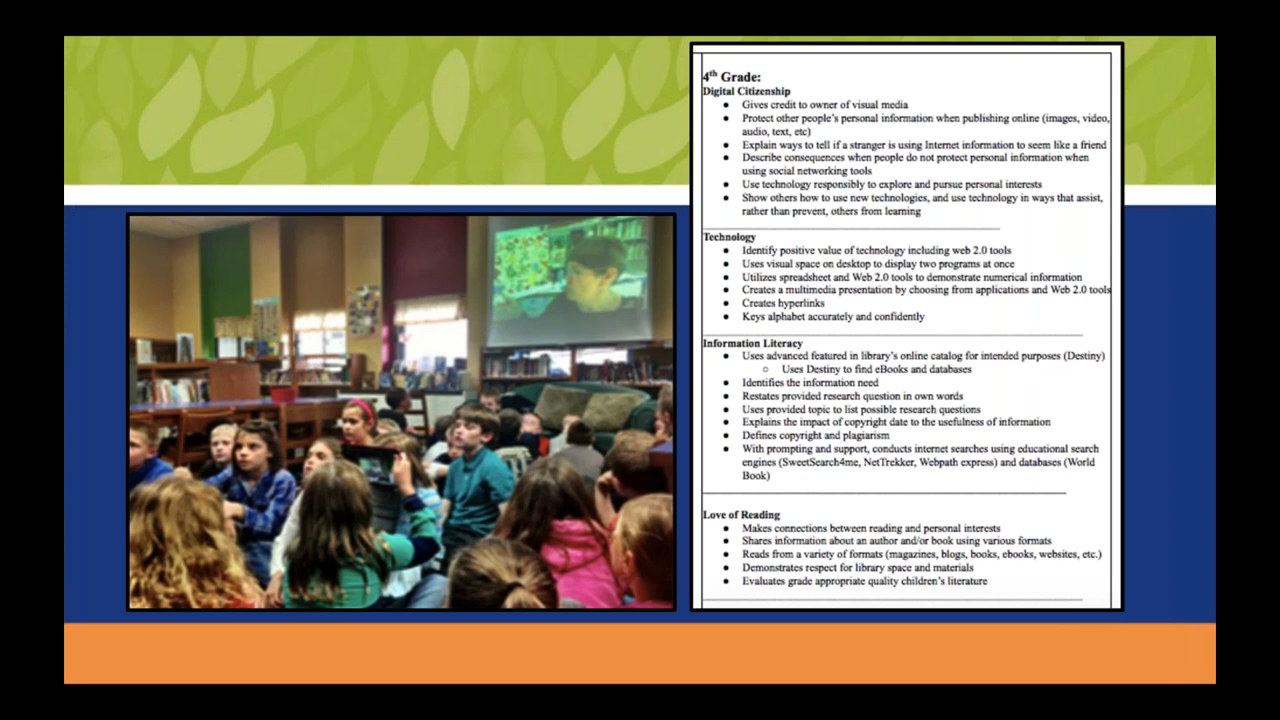 4th Grade:
Digital Citizenship
● Gives credit to owner of visual media
● Protect other people's personal information when publishing online (images, video,
audio, text, etc)
● Explain ways to tell if a stranger is using Internet information to seem like a friend
● Describe consequences when people do not protect personal information when
using social networking tools
● Use technology responsibly to explore and pursue personal interests
● Show others how to use new technologies, and use technology in ways that assist,
rather than prevent, others from learning
Technology
● Identify positive value of technology including web 2.0 tools
● Uses visual space on desktop to display two programs at once
● Utilizes spreadsheet and Web 2.0 tools to demonstrate numerical information
● Creates a multimedia presentation by choosing from applications and Web 2.0 tools
● Creates hyperlinks
● Keys alphabet accurately and confidently
Information Literacy
● Uses advanced featured in library's online catalog for intended purposes (Destiny)
○ Uses Destiny to find eBooks and databases
● Identifies the information need
● Restates provided research question in own words
● Uses provided topic to list possible research questions
● Explains the impact of copyright date to the usefulness of information
● Defines copyright and plagiarism
● With prompting and support, conducts internet searches using educational search
engines (SweetSearch4me, NetTrekker, Webpath express) and databases (World
Book)
Love of Reading
● Makes connections between reading and personal interests
● Shares information about an author and/or book using various formats
● Reads from a variety of formats (magazines, blogs, books, ebooks, websites, etc.)
● Demonstrates respect for library space and materials
● Evaluates grade appropriate quality children's literature